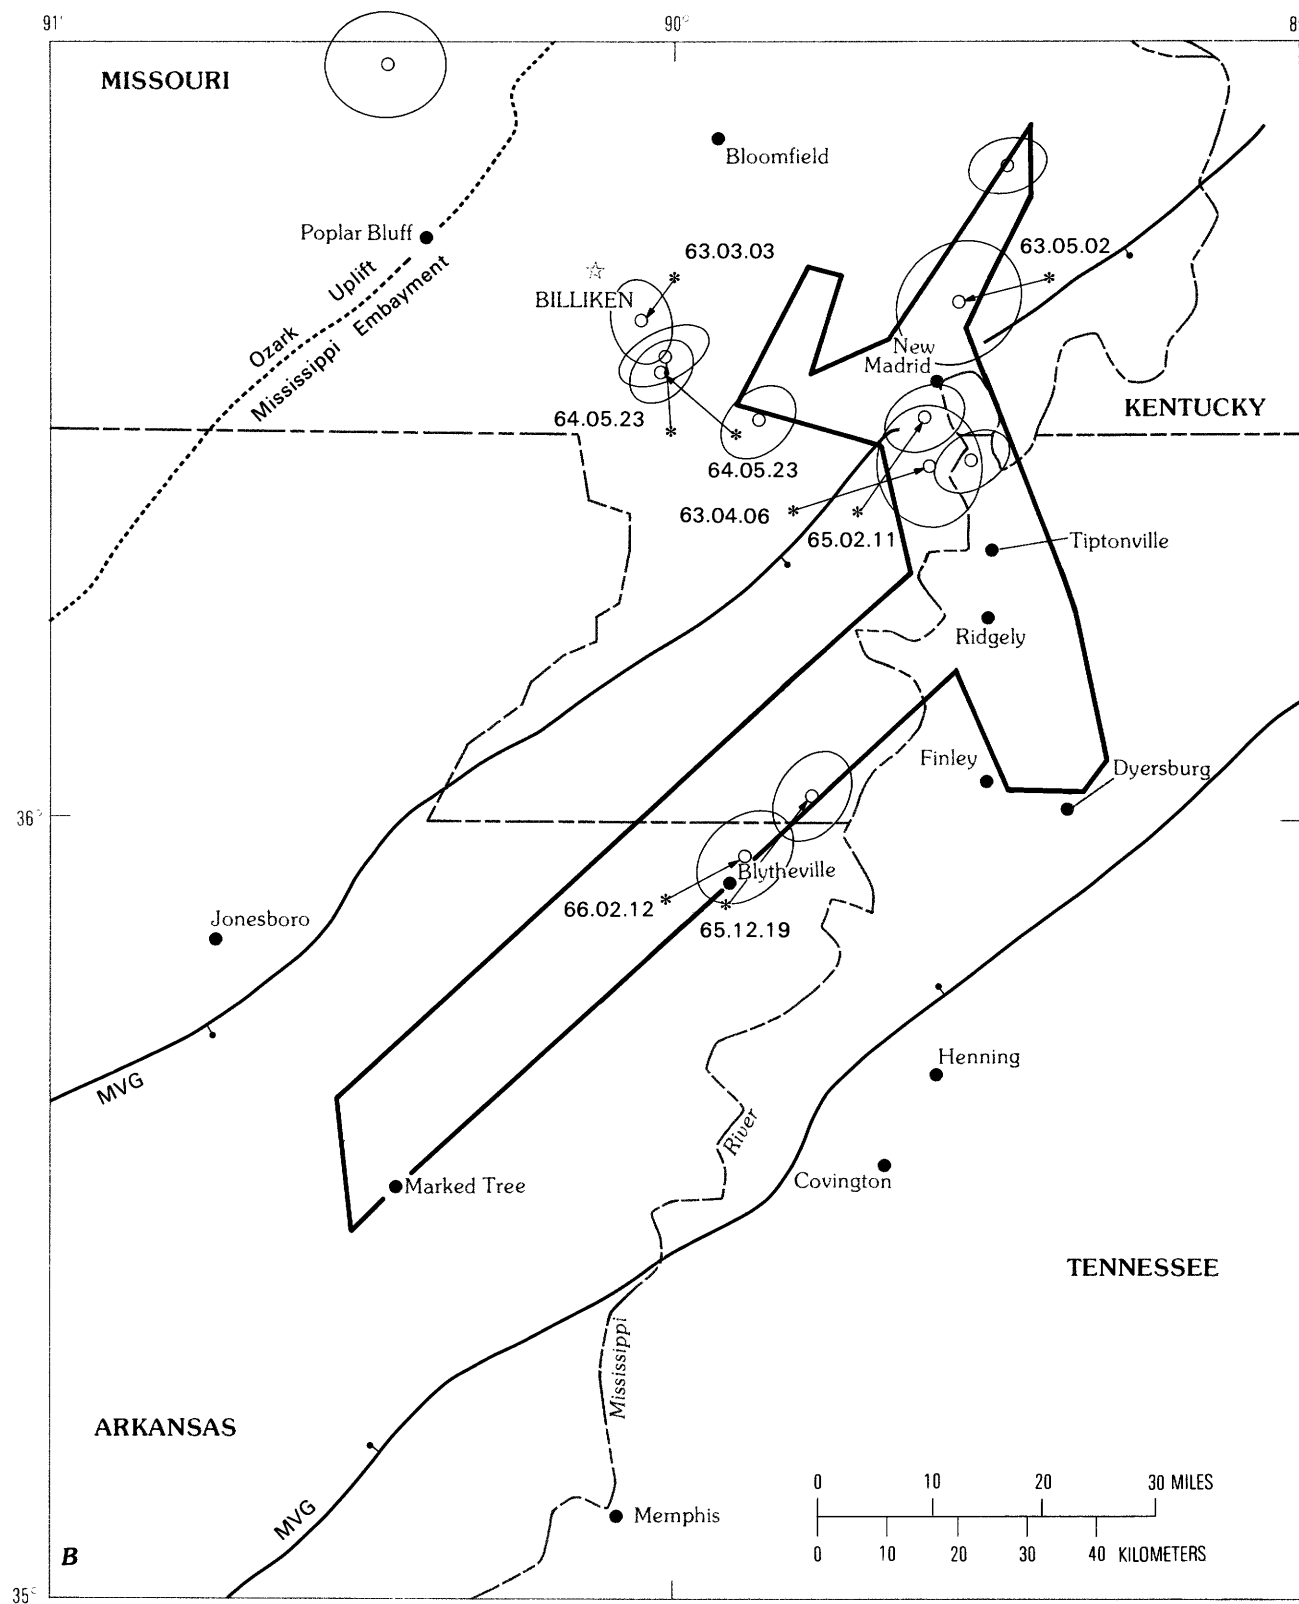 91°
90°
8
MISSOURI
Bloomfield
Poplar Bluff
Ozark Uplift
Mississippi Embayment
63.03.03
63.05.02
BILLIKEN
New
Madrid
KENTUCKY
64.05.23
64.05.23
63.04.06
65.02.11
Tiptonville
Ridgely
Finley
Dyersburg
36°
Blytheville
66.02.12
65.12.19
Jonesboro
MVG
Henning
River
Covington
Marked Tree
TENNESSEE
Mississippi
ARKANSAS
MVG
0 10 20 30 MILES
Memphis
0 10 20 30 40 KILOMETERS
B
35°